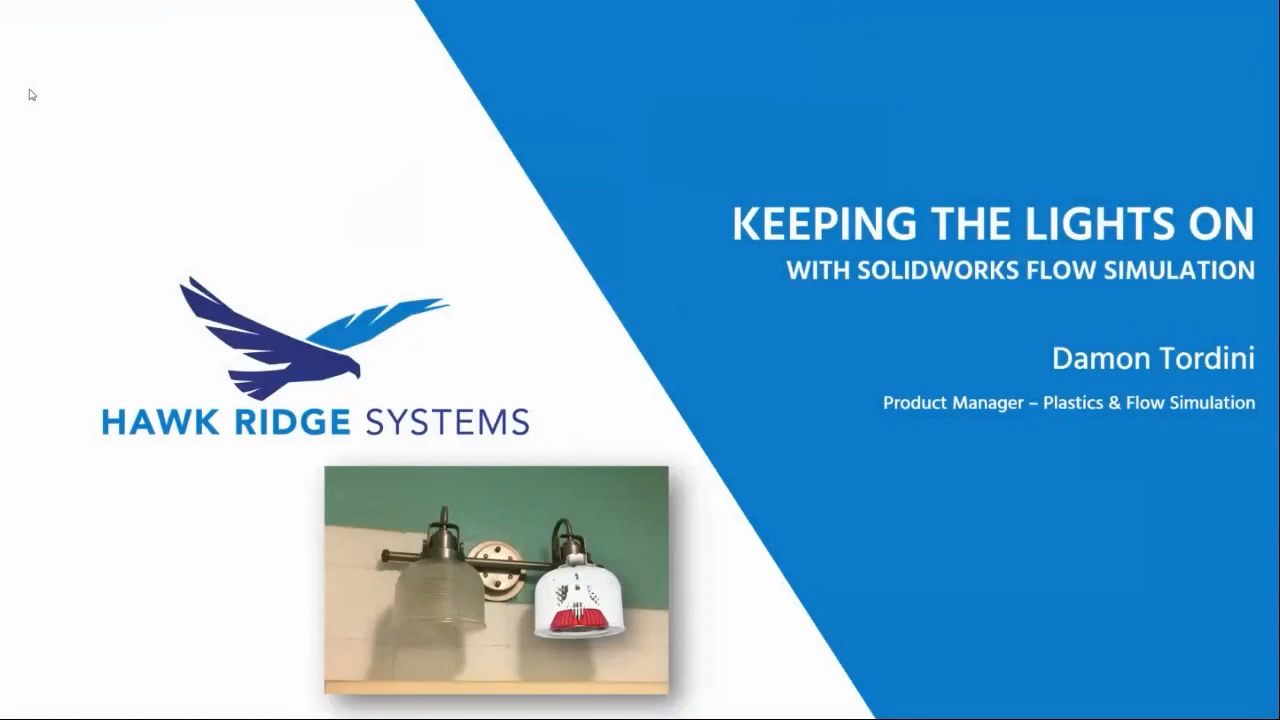 KEEPING THE LIGHTS ON
WITH SOLIDWORKS FLOW SIMULATION
Damon Tordini
Product Manager – Plastics & Flow Simulation
HAWK RIDGE SYSTEMS